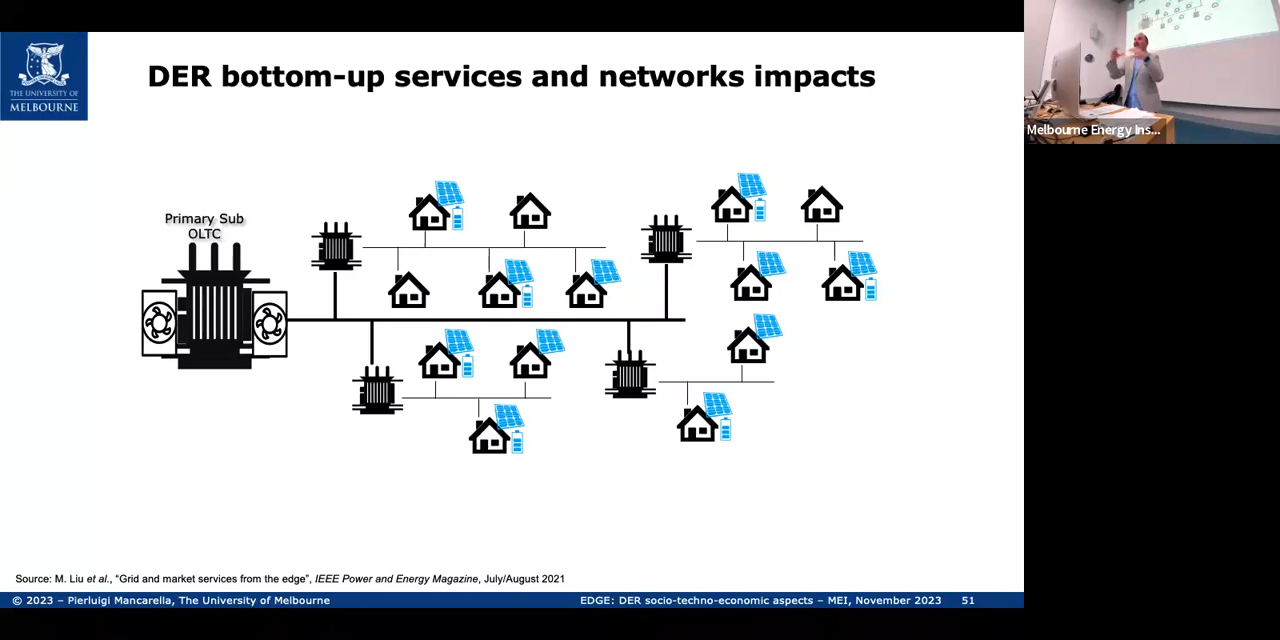 THE UNIVERSITY OF
MELBOURNE
DER bottom-up services and networks impacts
Melbourne Energy Ins...
Primary Sub
OLTC
Source: M. Liu et al., “Grid and market services from the edge”, IEEE Power and Energy Magazine, July/August 2021
© 2023 – Pierluigi Mancarella, The University of Melbourne
EDGE: DER socio-techno-economic aspects – MEI, November 2023 51